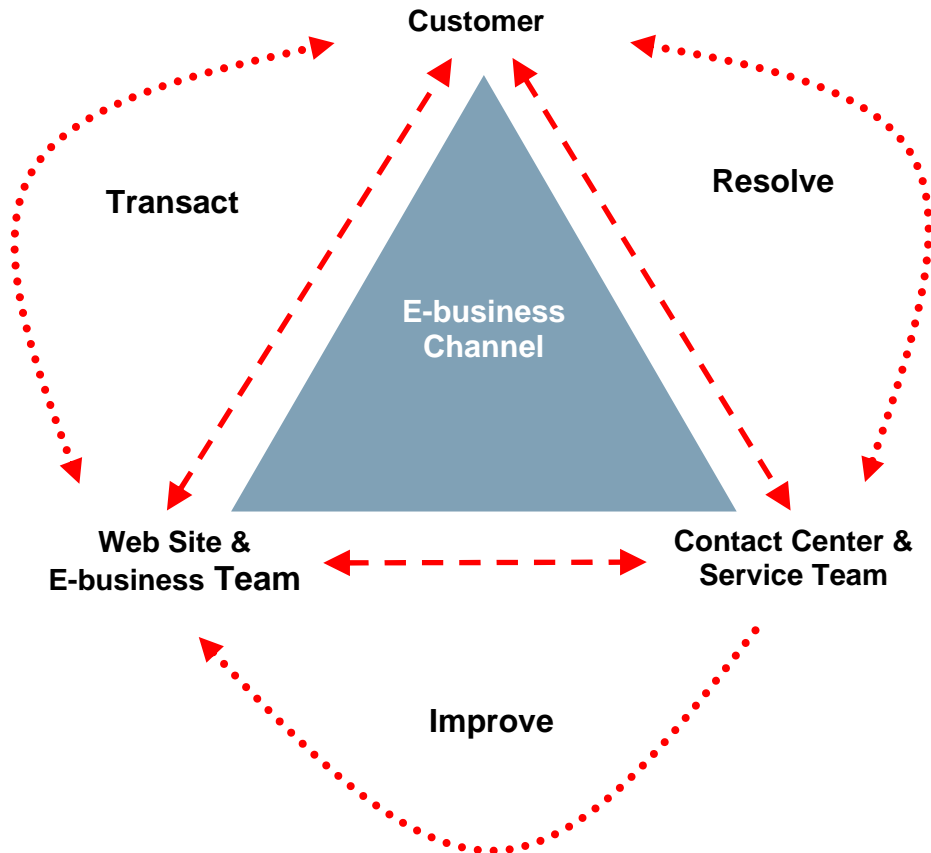 Customer
Transact
Resolve
E-business
Channel
Web Site &
E-business Team
Contact Center &
Service Team
Improve